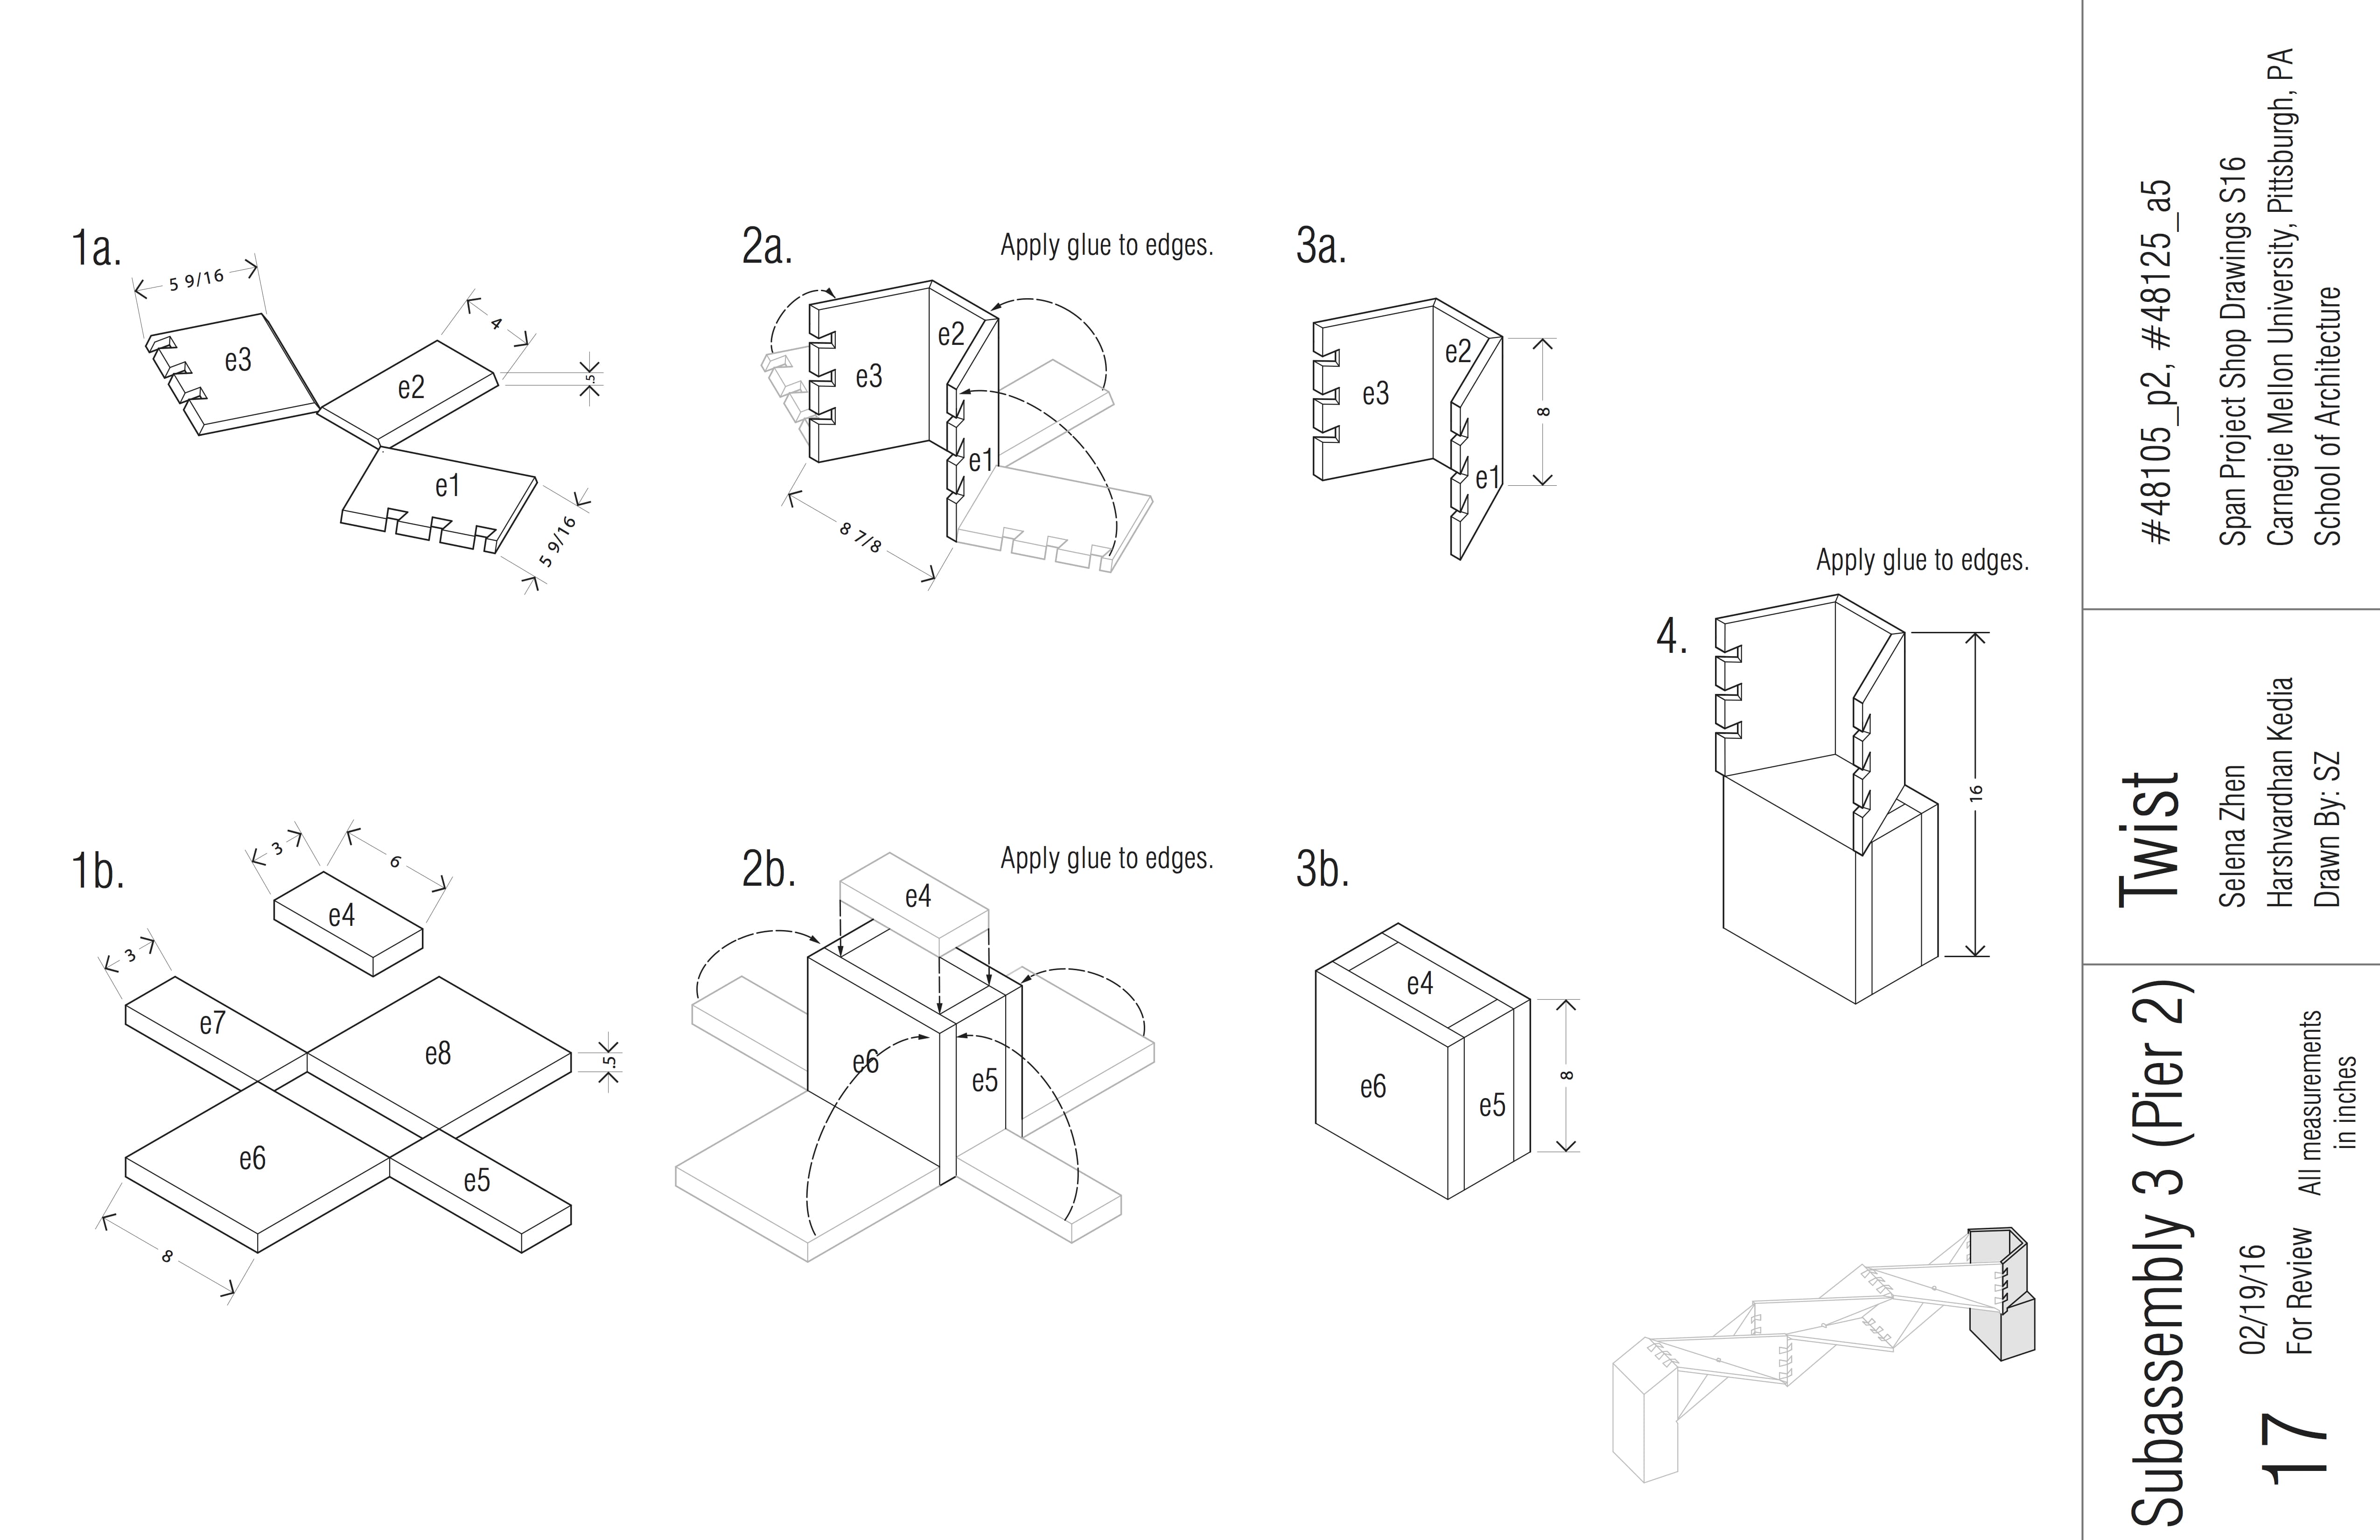 1a.
5 9/16
e3
4
.5
e2
e1
5 9/16
2a.
Apply glue to edges.
e2
e3
e1
8 7/8
3a.
e2
e3
e1
8
1b.
3
6
e4
3
e7
e8
.5
e6
e5
8
2b.
Apply glue to edges.
e4
e6
e5
3b.
e4
e6
e5
8
4.
Apply glue to edges.
16
#48105_p2, #48125_a5
Span Project Shop Drawings S16
Carnegie Mellon University, Pittsburgh, PA
School of Architecture
Twist
Selena Zhen
Harshvardhan Kedia
Drawn By: SZ
Subassembly 3 (Pier 2)
02/19/16
For Review
All measurements
in inches
17